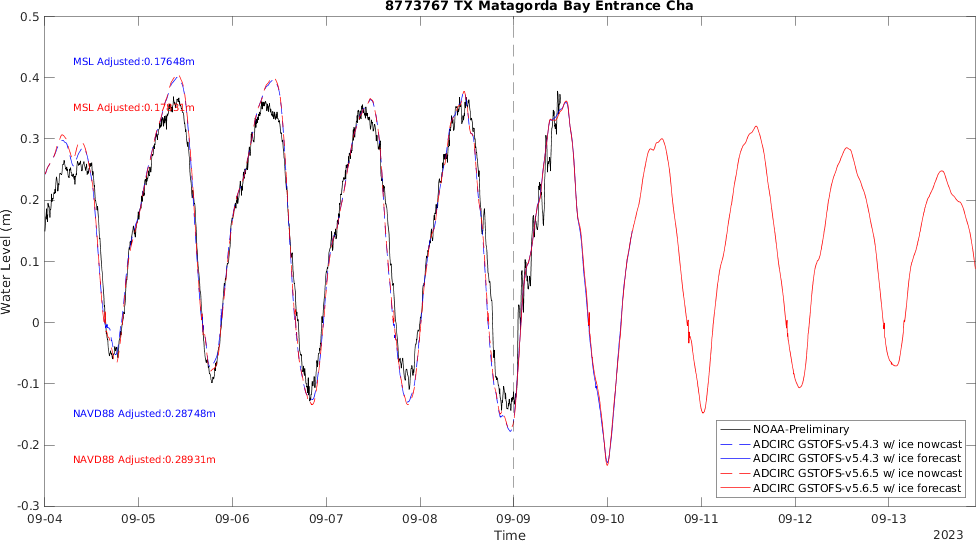 8773767 TX Matagorda Bay Entrance Cha
0.5
0.4
0.3
0.2
0.1
0
-0.1
-0.2
-0.3
Water Level (m)
MSL Adjusted:0.17648m
MSL Adjusted:
NAVD88 Adjusted:0.28748m
NAVD88 Adjusted:0.28931m
NOAA-Preliminary
ADCIRC GSTOFS-v5.4.3 w/ ice nowcast
ADCIRC GSTOFS-v5.4.3 w/ ice forecast
ADCIRC GSTOFS-v5.6.5 w/ ice nowcast
ADCIRC GSTOFS-v5.6.5 w/ ice forecast
09-04 09-05 09-06 09-07 09-08 09-09 09-10 09-11 09-12 09-13
Time
2023